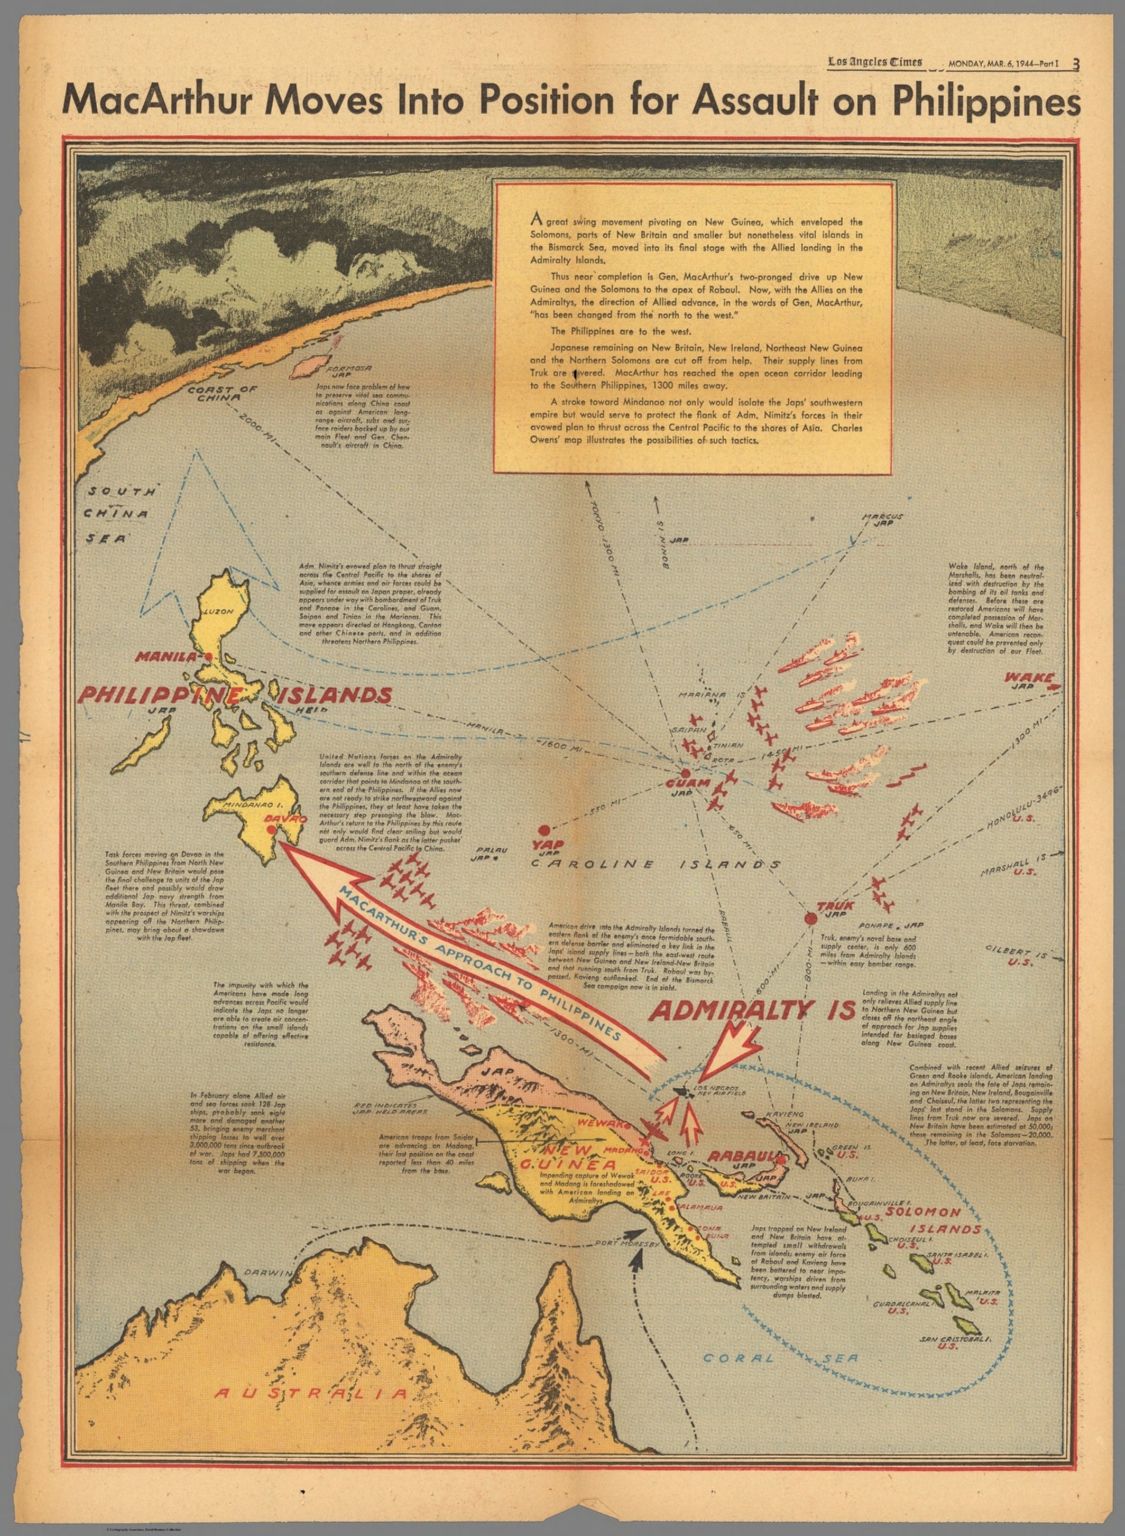 Los Angeles Times MONDAY, MAR. 6, 1944—Part I 3
MacArthur Moves Into Position for Assault on Philippines
A great swing movement pivoting on New Guinea, which enveloped the
Solomons, parts of New Britain and smaller but nonetheless vital islands in
the Bismarck Sea, moved into its final stage with the Allied landing in the
Admiralty Islands.
Thus near completion is Gen. MacArthur's two-pronged drive up New
Guinea and the Solomons to the apex of Rabaul. Now, with the Allies on the
Admiraltys, the direction of Allied advance, in the words of Gen, MacArthur,
"has been changed from the north to the west."
The Philippines are to the west.
Japanese remaining on New Britain, New Ireland, Northeast New Guinea
and the Northern Solomons are cut off from help. Their supply lines from
Truk are severed. MacArthur has reached the open ocean corridor leading
to the Southern Philippines, 1300 miles away.
A stroke toward Mindanao not only would isolate the Japs' southwestern
empire but would serve to protect the flank of Adm. Nimitz's forces in their
avowed plan to thrust across the Central Pacific to the shores of Asia. Charles
Owens' map illustrates the possibilities of such tactics.
FORMOSA
JAP
COAST OF
CHINA
2000 MI
Japs now face problem of how
to preserve vital sea commu-
nications along China coast
as against American long-
range aircraft, subs and sur-
face raiders backed up by our
main Fleet and Gen. Chen-
nault's aircraft in China.
SOUTH
CHINA
SEA
TOKYO-1300 MI
BONIN IS
JAP
MARCUS
JAP
Adm. Nimitz's avowed plan to thrust straight
across the Central Pacific to the shores of
Asia, whence armies and air forces could be
supplied for assault on Japan proper, already
appears under way with bombardment of Truk
and Ponape in the Carolines, and Guam,
Saipan and Tinian in the Marianas. This
move appears directed at Hongkong, Canton
and other Chinese ports, and in addition
threatens Northern Philippines.
Wake Island, north of the
Marshalls, has been neutral-
ized with destruction by the
bombing of its oil tanks and
defenses. Before these are
restored Americans will have
completed possession of Mar-
shalls, and Wake will then be
untenable. American recon-
quest could be prevented only
by destruction of our Fleet.
LUZON
MANILA
PHILIPPINE ISLANDS
JAP HELD
WAKE
JAP
MARIANA IS
SAIPAN
TINIAN
ROTA
MANILA
1600 MI
1450 MI
GUAM
JAP
1300 MI
United Nations forces on the Admiralty
Islands are well to the north of the enemy's
southern defense line and within the ocean
corridor that points to Mindanao at the south-
ern end of the Philippines. If the Allies now
are not ready to strike northwestward against
the Philippines, they at least have taken the
necessary step presaging the blow. Mac-
Arthur's return to the Philippines by this route
not only would find clear sailing but would
guard Adm. Nimitz's flank as the latter pusher
across the Central Pacific to China.
MINDANAO I.
DAVAO
550 MI
650 MI
HONOLULU-3496
U.S.
YAP
JAP
PALAU
JAP
CAROLINE ISLANDS
MARSHALL IS
U.S.
Task forces moving on Davao in the
Southern Philippines from North New
Guinea and New Britain would pose
the final challenge to units of the Jap
fleet there and possibly would draw
additional Jap navy strength from
Manila Bay. This threat, combined
with the prospect of Nimitz's warships
appearing off the Northern Philip-
pines, may bring about a showdown
with the Jap fleet.
MACARTHUR'S APPROACH TO PHILIPPINES
TRUK
JAP
PONAPE. JAP
American drive into the Admiralty Islands turned the
eastern flank of the enemy's once formidable south-
ern defense barrier and eliminated a key link in the
Japs' island supply lines—both the east-west route
between New Guinea and New Ireland-New Britain
and that running south from Truk. Rabaul was by-
passed, Kavieng outflanked. End of the Bismarck
Sea campaign now is in sight.
RABAUL
Truk, enemy's naval base and
supply center, is only 600
miles from Admiralty Islands
—within easy bomber range.
GILBERT IS
U.S.
600 MI
800 MI
The impunity with which the
Americans have made long
advances across Pacific would
indicate the Japs no longer
are able to create air concen-
trations on the small islands
capable of offering effective
resistance.
1300-MI
ADMIRALTY IS
Landing in the Admiraltys not
only relieves Allied supply line
to Northern New Guinea but
closes off the northeast angle
of approach for Jap supplies
intended for besieged bases
along New Guinea coast.
Combined with recent Allied seizures of
Green and Rooke islands, American landing
on Admiraltys seals the fate of Japs remain-
ing on New Britain, New Ireland, Bougainville
and Choiseul, the latter two representing the
Japs' last stand in the Solomons. Supply
lines from Truk now are severed. Japs on
New Britain have been estimated at 50,000;
those remaining in the Solomons—20,000.
The latter, at least, face starvation.
In February alone Allied air
and sea forces sank 128 Jap
ships, probably sank eight
more and damaged another
53, bringing enemy merchant
shipping losses to well over
2,000,000 tons since outbreak
of war. Japs had 7,500,000
tons of shipping when the
war began.
RED INDICATES
JAP-HELD AREAS
JAP
LOS NEGROS
KEY AIRFIELD
American troops from Saidor
are advancing on Madang,
their last position on the coast
reported less than 40 miles
from the base.
NEW
GUINEA
Impending capture of Wewak
and Madang is foreshadowed
with American landing on
Admiraltys.
WEWAK
MADANG
SAIDOR
U.S.
LONG I.
ROOKE
U.S.
U.S.
KAVIENG
NEW IRELAND
JAP
RABAUL
JAP
JAP
NEW BRITAIN
GREEN IS
U.S.
BUKA I.
JAP
BOUGAINVILLE I.
U.S.
LAE
SALAMAUA
GONA
BUNA
PORT MORESBY
SOLOMON
ISLANDS
CHOISEUL I.
U.S.
SANTA ISABEL I.
U.S.
MALAITA
U.S.
GUADALCANAL
U.S.
SAN CRISTOBAL I.
U.S.
Japs trapped on New Ireland
and New Britain have at-
tempted small withdrawals
from islands; enemy air force
at Rabaul and Kavieng have
been battered to near impo-
tency, warships driven from
surrounding waters and supply
dumps blasted.
DARWIN
AUSTRALIA
CORAL SEA